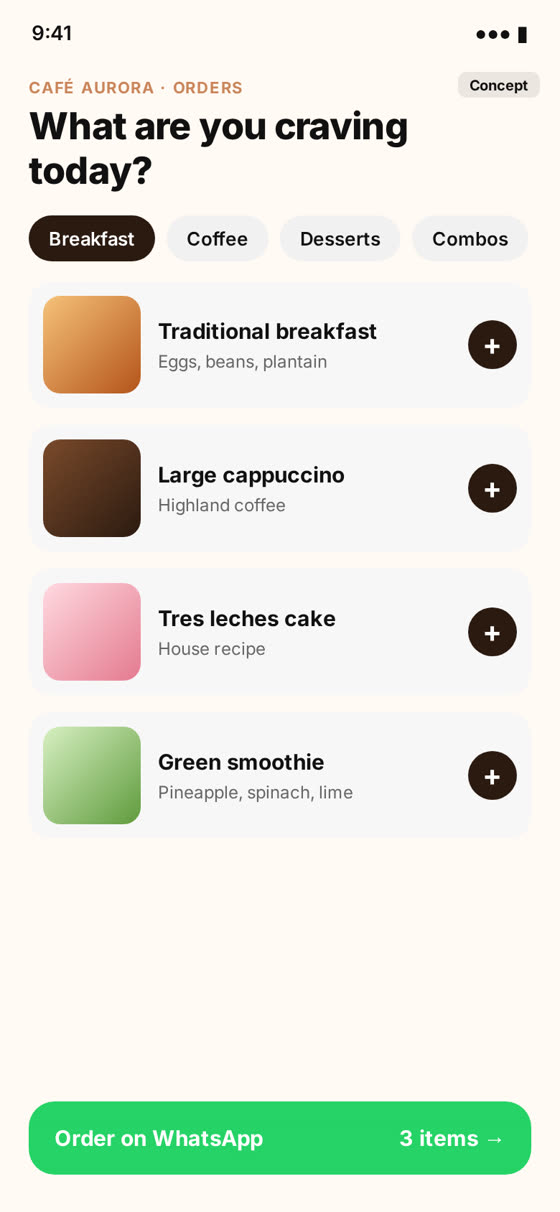 9:41
CAFÉ AURORA · ORDERS
Concept
What are you craving
today?
Breakfast
Coffee
Desserts
Combos
Traditional breakfast
Eggs, beans, plantain
+
Large cappuccino
Highland coffee
+
Tres leches cake
House recipe
+
Green smoothie
Pineapple, spinach, lime
+
Order on WhatsApp
3 items →